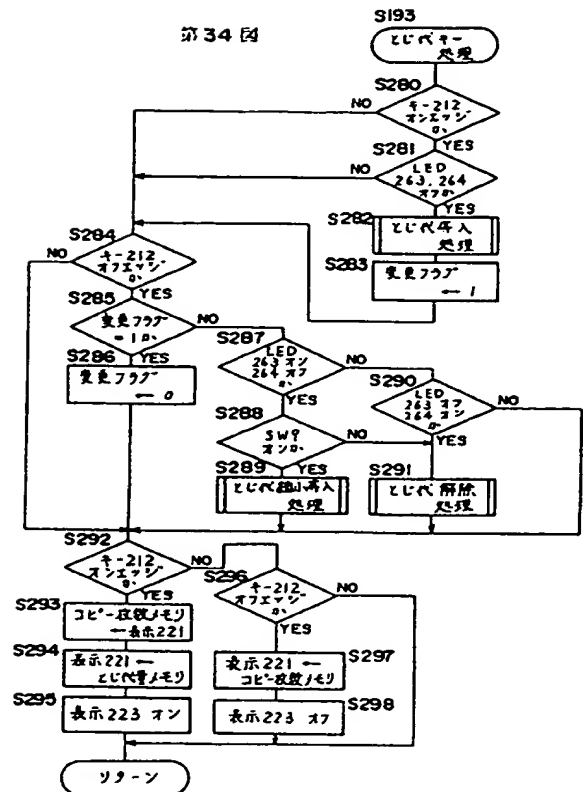 第34図
S193
とじ代キー
処理
S280
キー212
オンエッジ
か
NO
YES
S281
LED
263,264
オフか
NO
YES
S282
とじ代再入
処理
S283
変更フラグ
← 1
S284
キー212
オフエッジ
か
NO
YES
S285
変更フラグ
=1か
NO
YES
S286
変更フラグ
← 0
S287
LED
263オン
264オフ
か
NO
YES
S288
SW9
オンか
NO
YES
S289
とじ代縮小再入
処理
S290
LED
263オフ
264オン
か
NO
YES
S291
とじ代解除
処理
S292
キー212
オンエッジ
か
NO
YES
S293
コピー枚数メモリ
←表示221
S294
表示221←
とじ代量メモリ
S295
表示223 オン
S296
キー212
オフエッジ
か
NO
YES
S297
表示221←
コピー枚数メモリ
S298
表示223 オフ
リターン